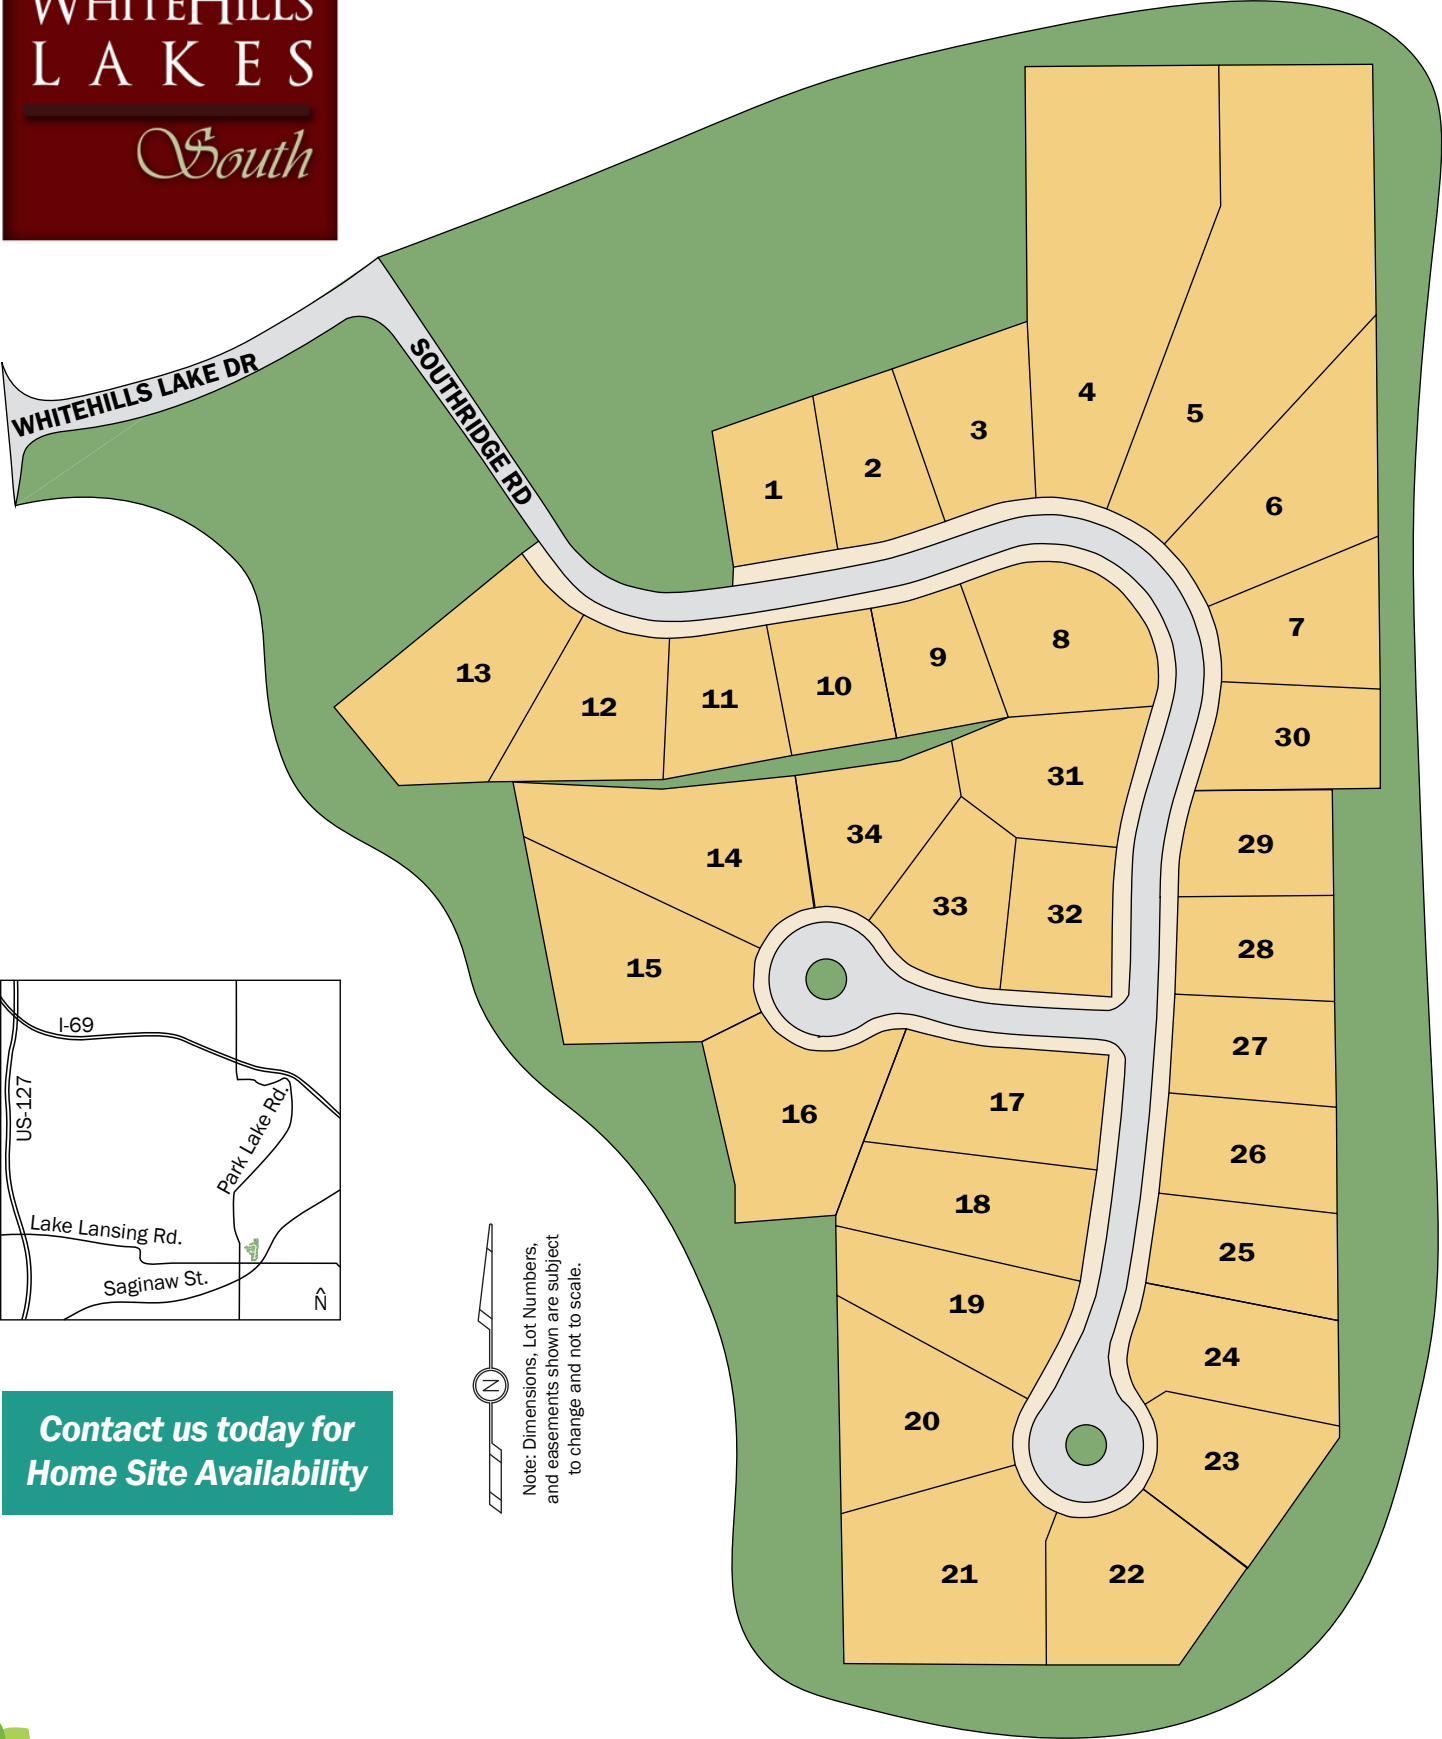 WHITEHILLS
LAKES
South
WHITEHILLS LAKE DR
SOUTHRIDGE RD
1
2
3
4
5
6
7
8
9
10
11
12
13
14
15
16
17
18
19
20
21
22
23
24
25
26
27
28
29
30
31
32
33
34
I-69
US-127
Park Lake Rd.
Lake Lansing Rd.
Saginaw St.
N
N
Note: Dimensions, Lot Numbers,
and easements shown are subject
to change and not to scale.
Contact us today for
Home Site Availability